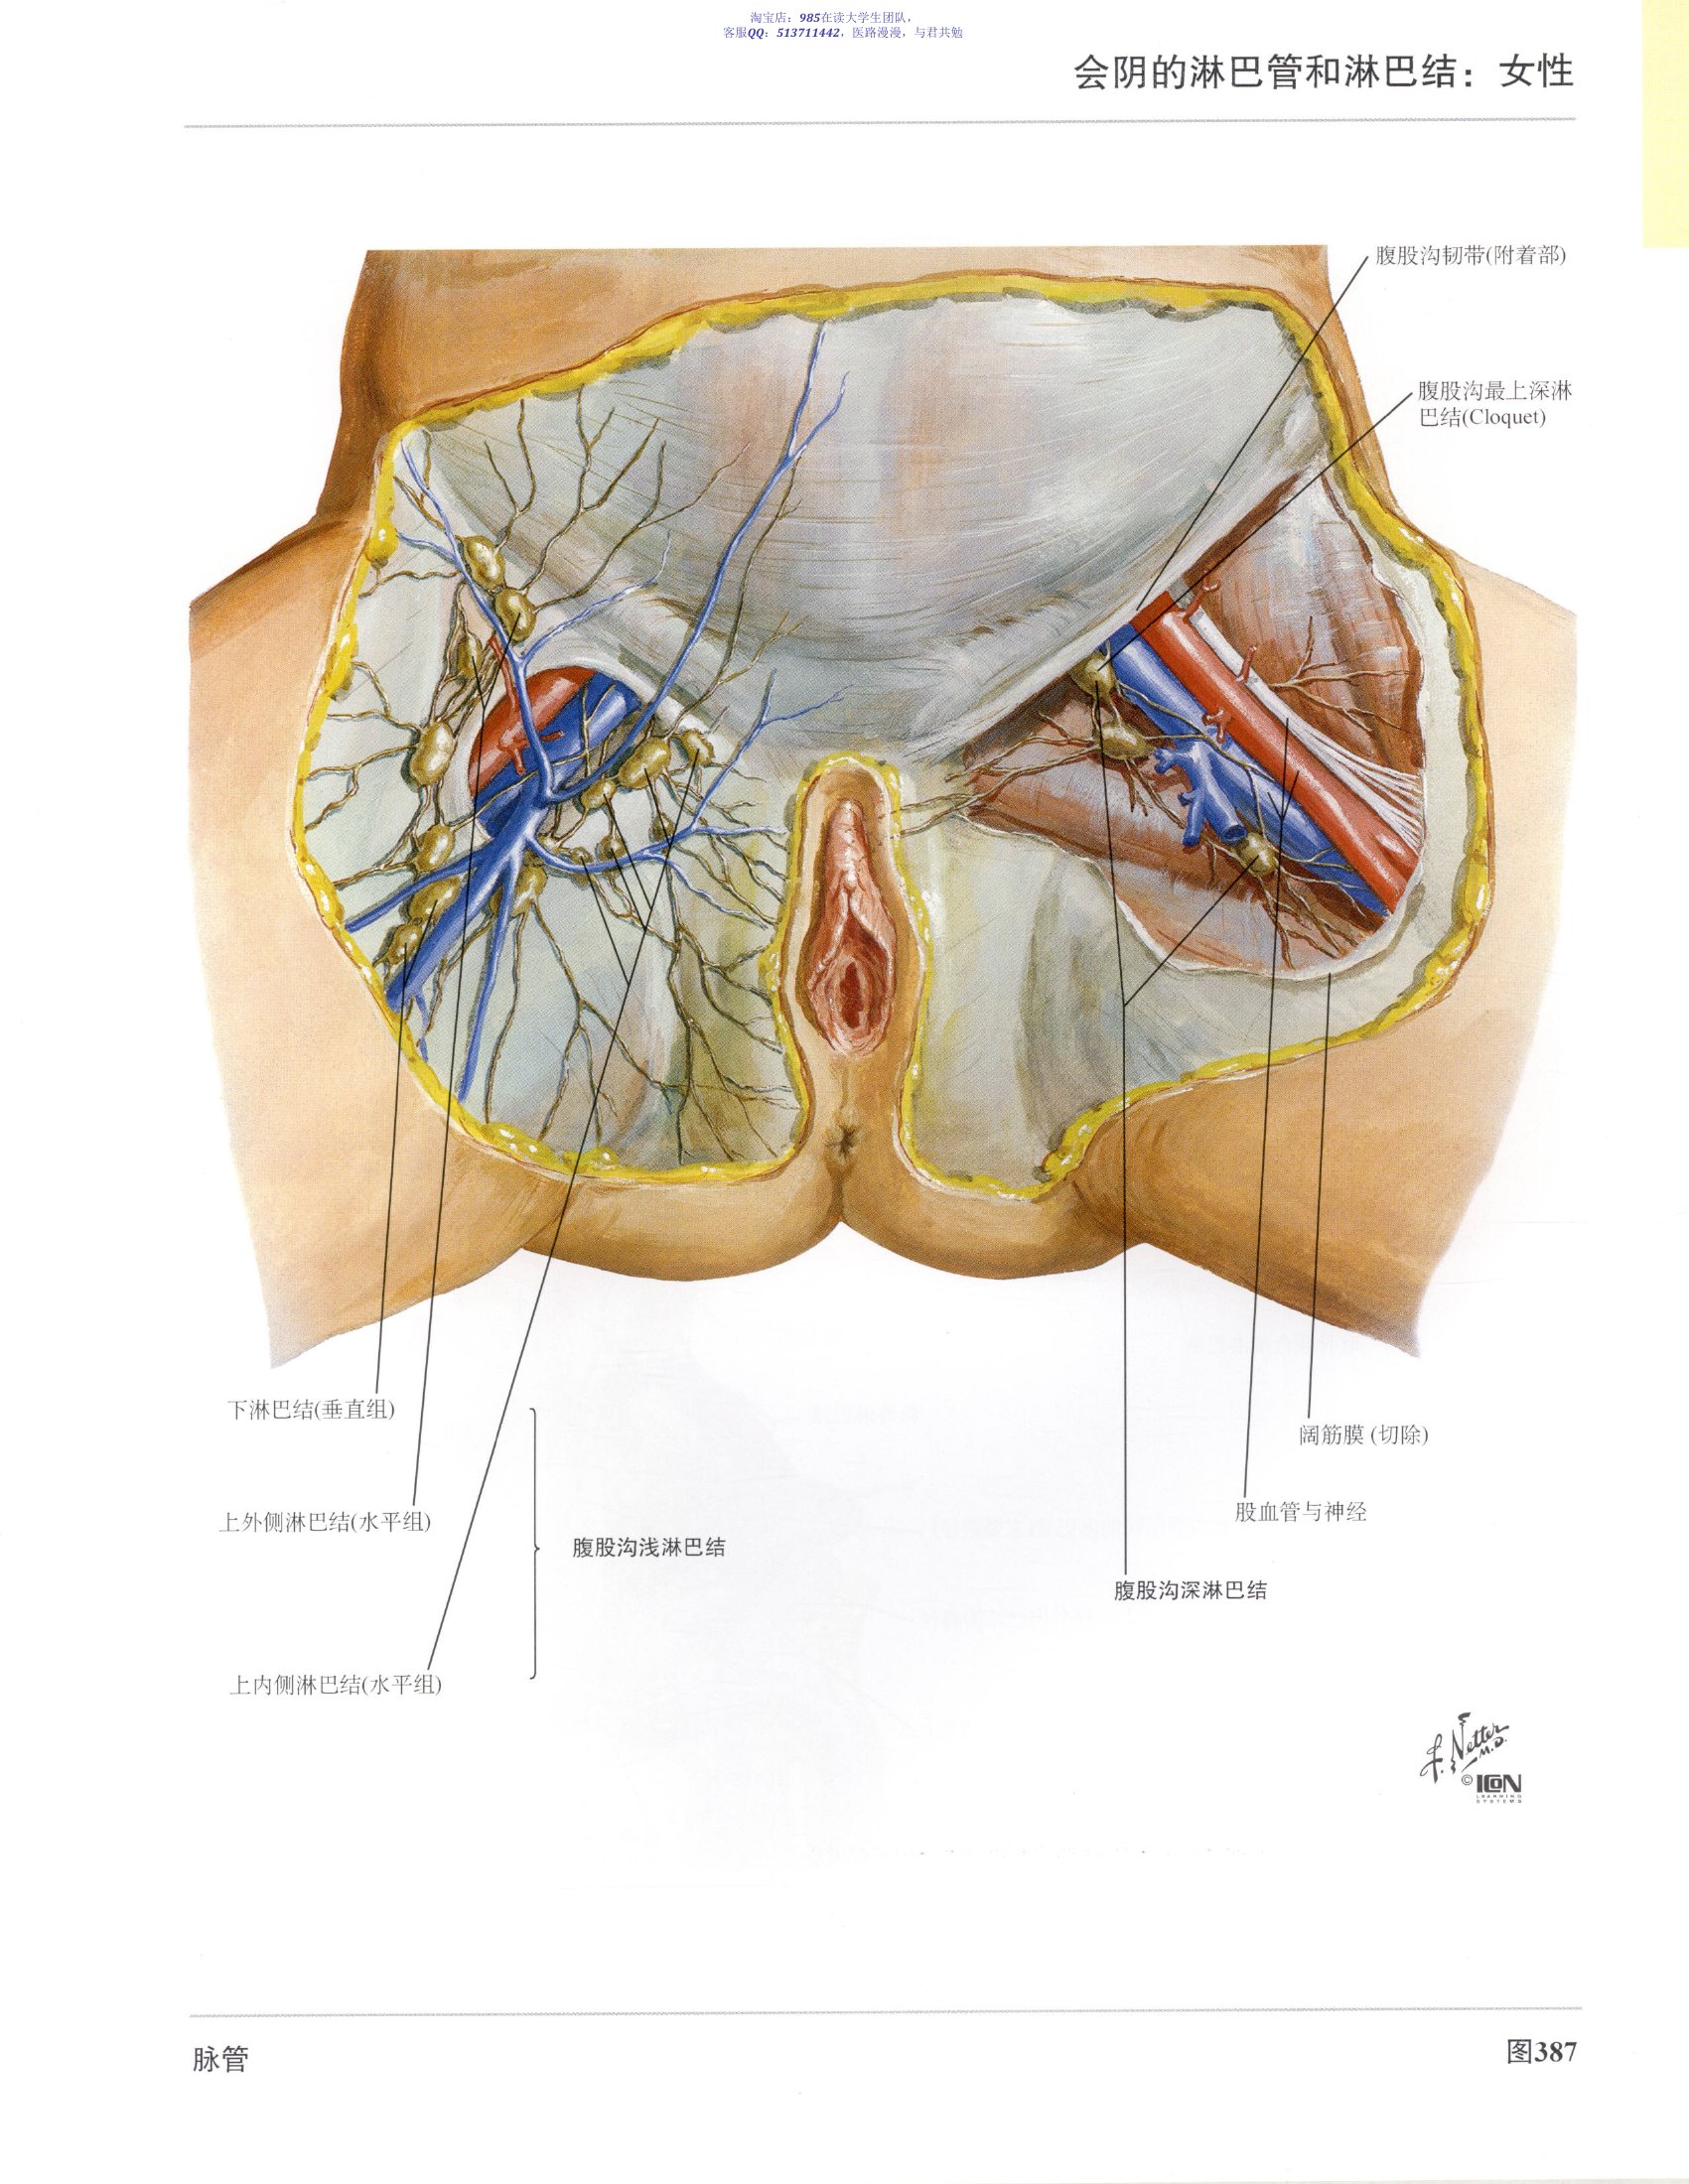 淘宝店：985在读大学生团队，
客服QQ：513711442，医路漫漫，与君共勉
会阴的淋巴管和淋巴结：女性
腹股沟韧带(附着部)
腹股沟最上深淋
巴结(Cloquet)
下淋巴结(垂直组)
阔筋膜 (切除)
上外侧淋巴结(水平组)
股血管与神经
腹股沟浅淋巴结
腹股沟深淋巴结
上内侧淋巴结(水平组)
F. Netter
M.D.
© ICON
LEARNING
SYSTEMS
脉管
图387